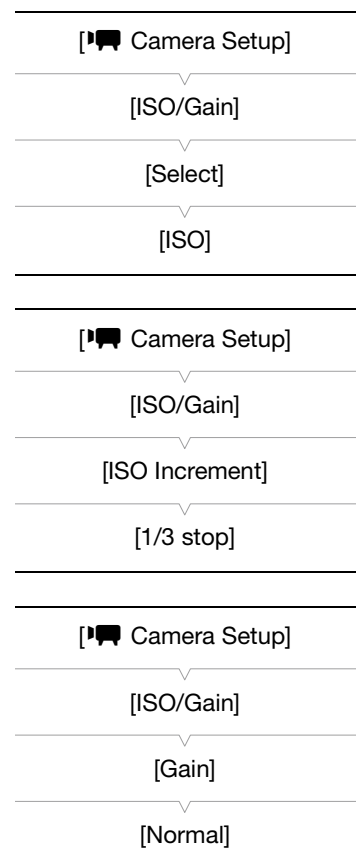 [ Camera Setup]
[ISO/Gain]
[Select]
[ISO]
[ Camera Setup]
[ISO/Gain]
[ISO Increment]
[1/3 stop]
[ Camera Setup]
[ISO/Gain]
[Gain]
[Normal]